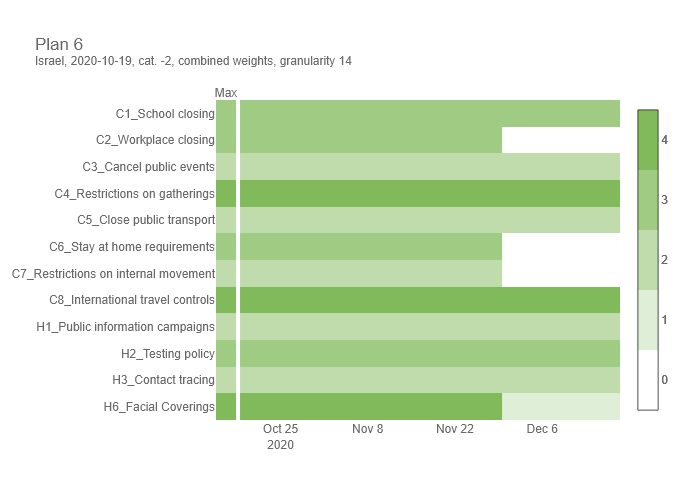 Plan 6
Israel, 2020-10-19, cat. -2, combined weights, granularity 14
Max
C1_School closing
C2_Workplace closing
C3_Cancel public events
C4_Restrictions on gatherings
C5_Close public transport
C6_Stay at home requirements
C7_Restrictions on internal movement
C8_International travel controls
H1_Public information campaigns
H2_Testing policy
H3_Contact tracing
H6_Facial Coverings
Oct 25 Nov 8 Nov 22 Dec 6
2020
4
3
2
1
0